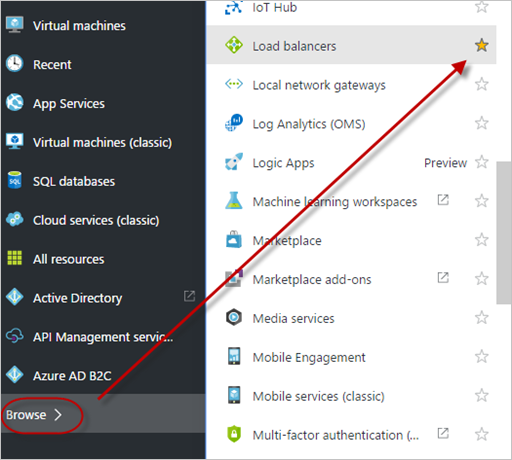 Virtual machines
Recent
App Services
Virtual machines (classic)
SQL
SQL databases
Cloud services (classic)
All resources
Active Directory
API Management servic...
Azure AD B2C
Browse
IoT Hub
Load balancers
Local network gateways
Log Analytics (OMS)
Logic Apps Preview
Machine learning workspaces
Marketplace
Marketplace add-ons
Media services
Mobile Engagement
Mobile services (classic)
Multi-factor authentication (...